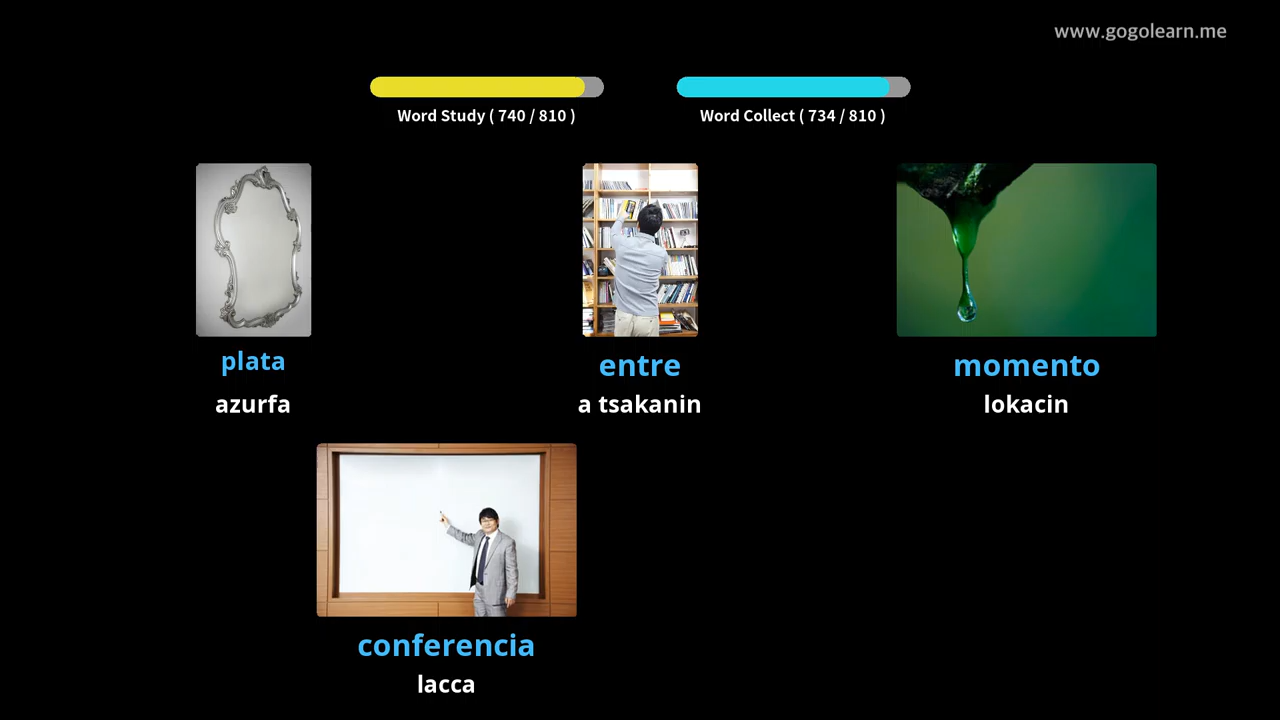 www.gogolearn.me
Word Study ( 740 / 810 )
Word Collect ( 734 / 810 )
plata
azurfa
entre
a tsakanin
momento
lokacin
conferencia
lacca